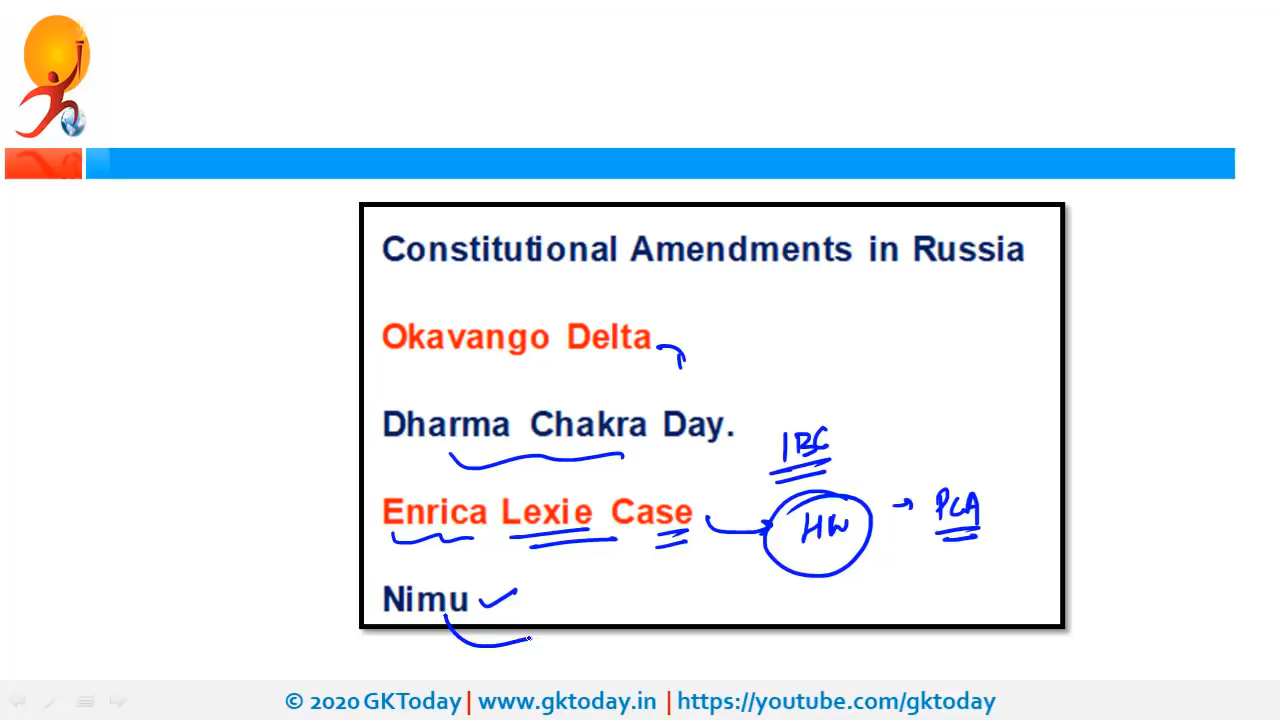 Constitutional Amendments in Russia
Okavango Delta
Dharma Chakra Day.
IBC
Enrica Lexie Case
HW → PCA
Nimu
© 2020 GKToday | www.gktoday.in | https://youtube.com/gktoday